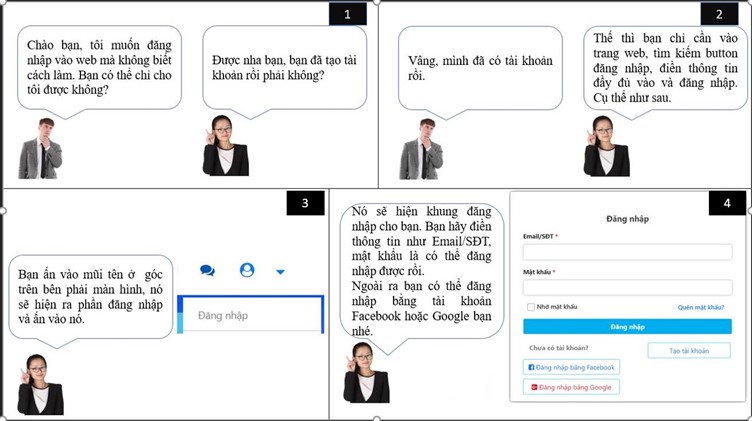 1
Chào bạn, tôi muốn đăng
nhập vào web mà không biết
cách làm. Bạn có thể chỉ cho
tôi được không?
Được nha bạn, bạn đã tạo tài
khoản rồi phải không?
2
Vâng, mình đã có tài khoản
rồi.
Thế thì bạn chỉ cần vào
trang web, tìm kiếm button
đăng nhập, điền thông tin
đầy đủ vào và đăng nhập.
Cụ thể như sau.
3
Bạn ấn vào mũi tên ở góc
trên bên phải màn hình, nó
sẽ hiện ra phần đăng nhập
và ấn vào nó.
Đăng nhập
4
Nó sẽ hiện khung đăng
nhập cho bạn. Bạn hãy điền
thông tin như Email/SĐT,
mật khẩu là có thể đăng
nhập được rồi.
Ngoài ra bạn có thể đăng
nhập bằng tài khoản
Facebook hoặc Google bạn
nhé.
Đăng nhập
Email/SĐT *
Mật khẩu *
Nhớ mật khẩu
Quên mật khẩu?
Đăng nhập
Chưa có tài khoản?
Tạo tài khoản
Đăng nhập bằng Facebook
Đăng nhập bằng Google